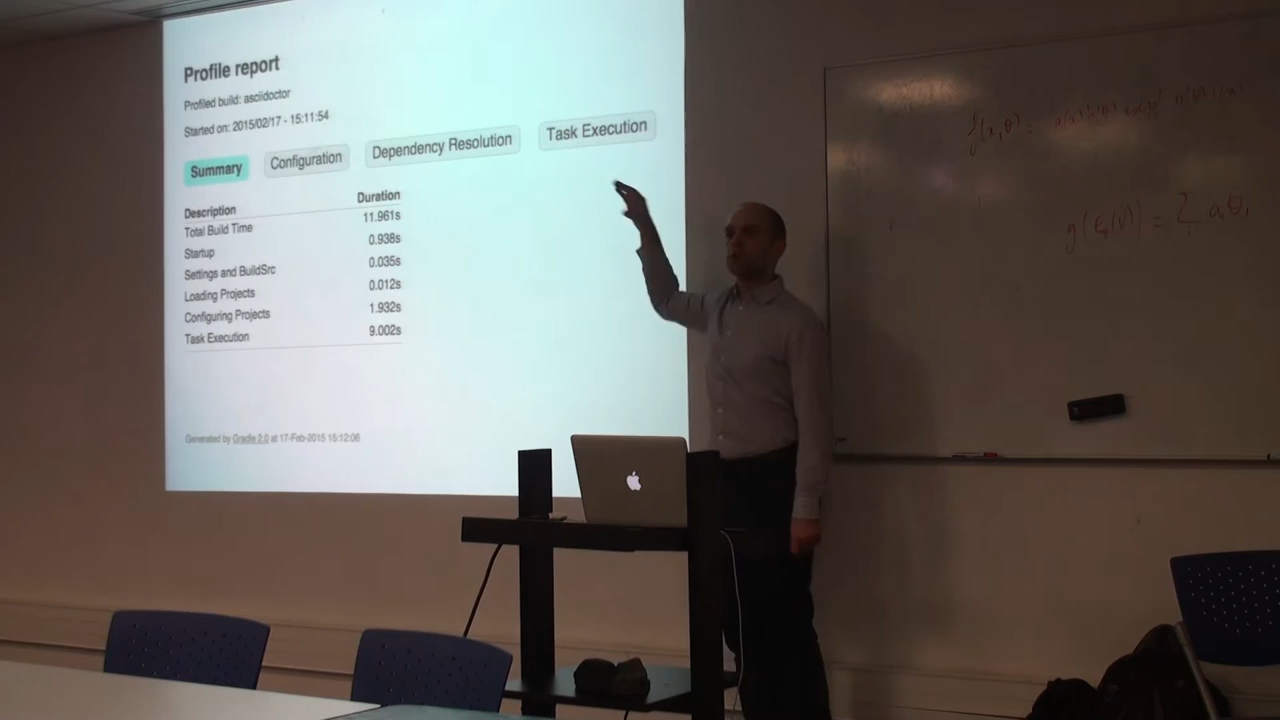 Profile report
Profiled build: asciidoctor
Started on: 2015/02/17 - 15:11:54
Summary Configuration Dependency Resolution Task Execution
Description Duration
Total Build Time 11.961s
Startup 0.938s
Settings and BuildSrc 0.035s
Loading Projects 0.012s
Configuring Projects 1.932s
Task Execution 9.002s
Generated by Gradle 2.0 at 17-Feb-2015 15:12:06